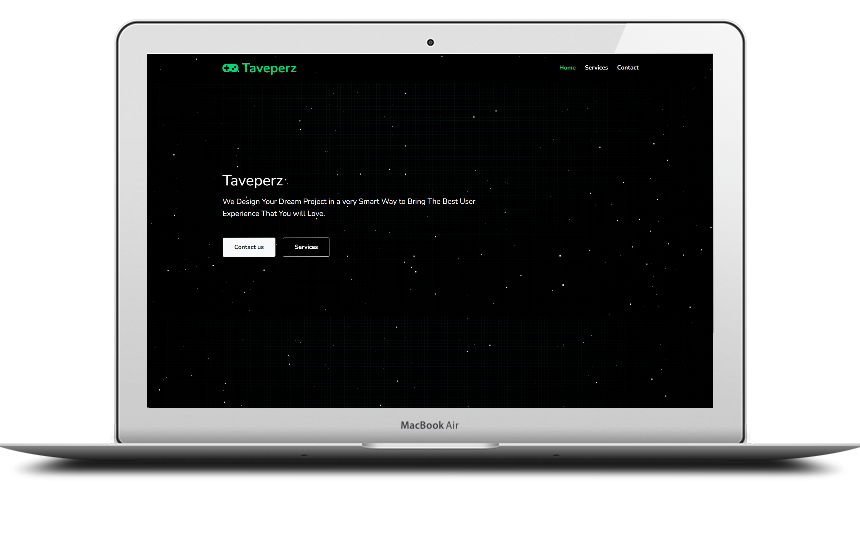 Taveperz
Home Services Contact
Taveperz
We Design Your Dream Project in a very Smart Way to Bring The Best User
Experience That You will Love.
Contact us Services
MacBook Air